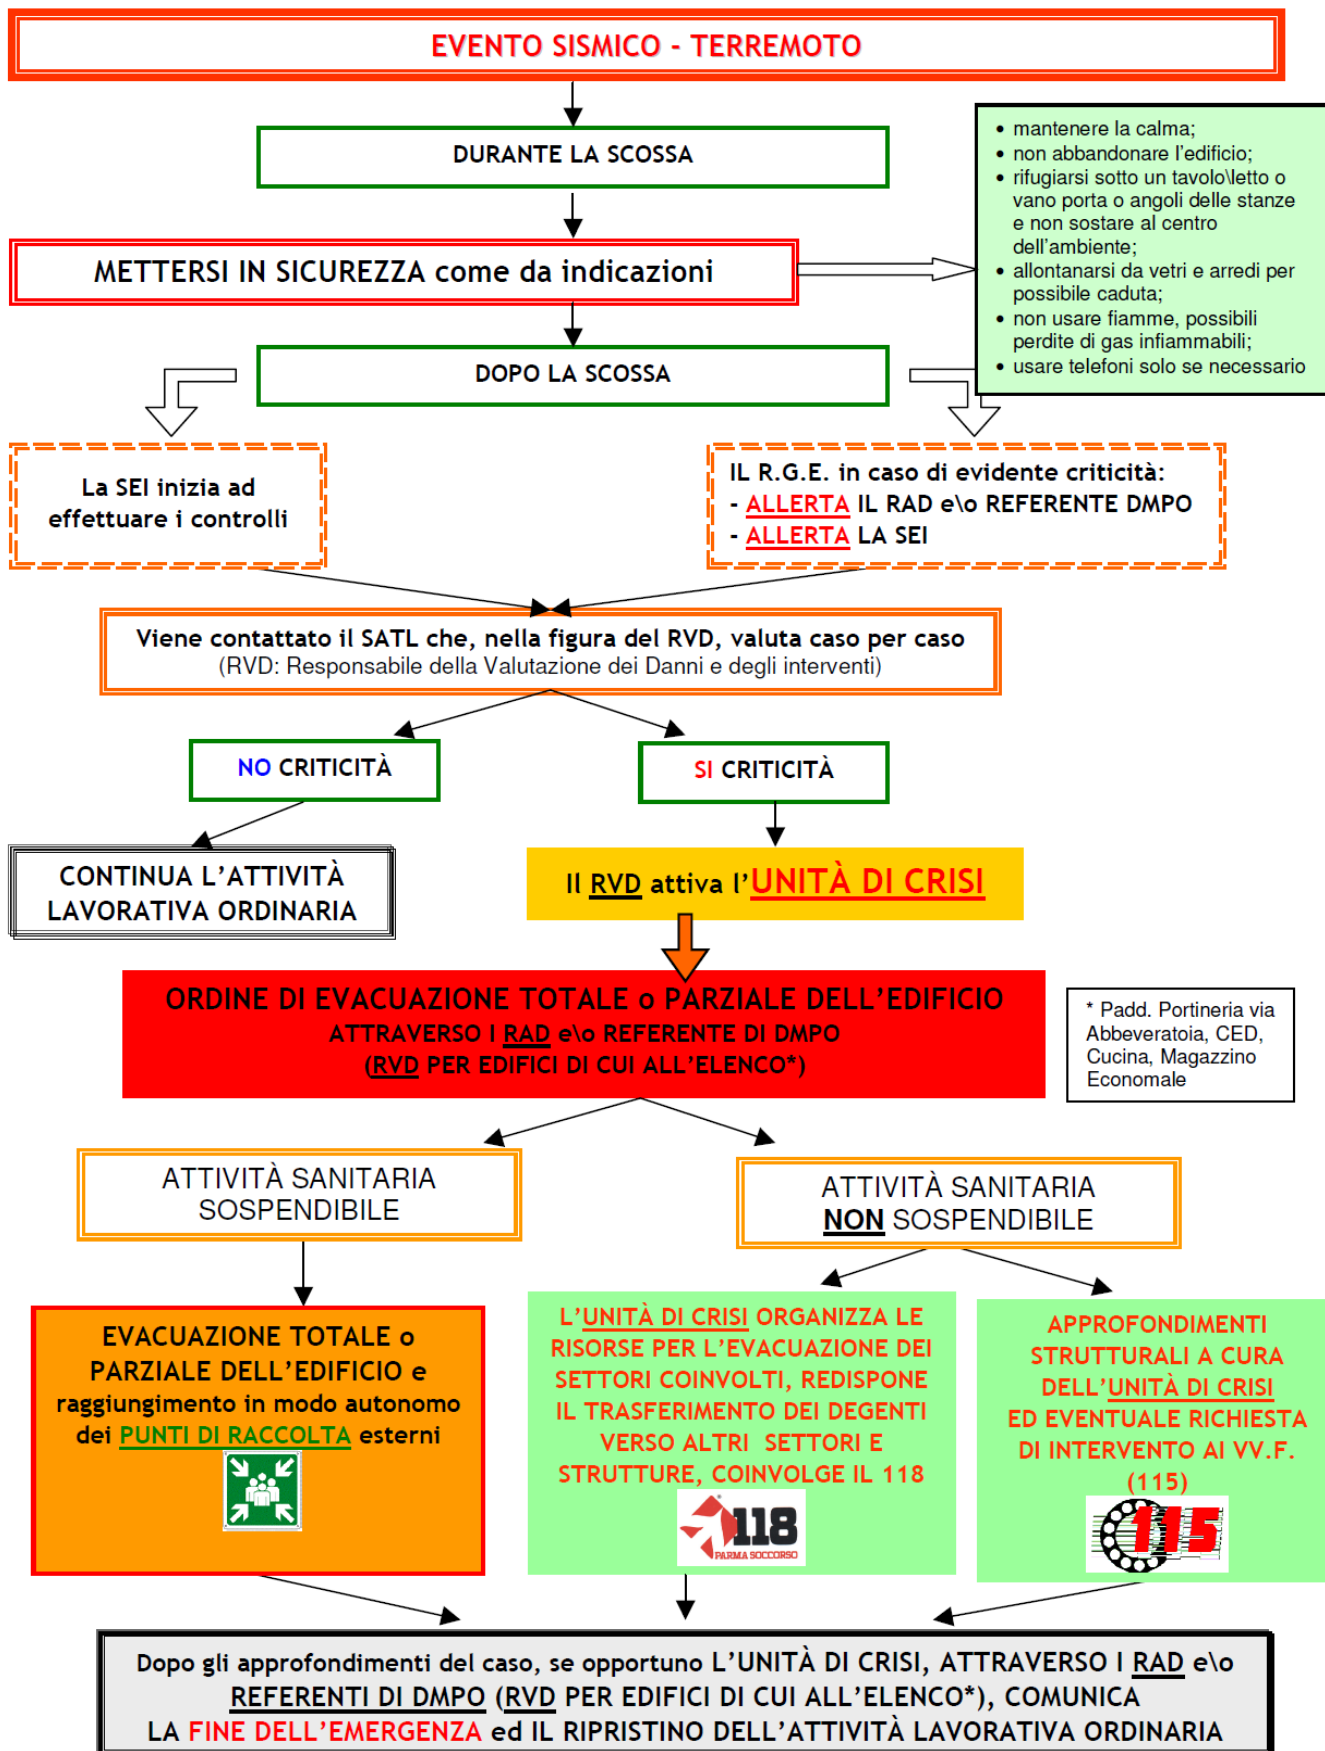 EVENTO SISMICO - TERREMOTO
DURANTE LA SCOSSA
• mantenere la calma;
• non abbandonare l'edificio;
• rifugiarsi sotto un tavolo\letto o
vano porta o angoli delle stanze
e non sostare al centro
dell'ambiente;
• allontanarsi da vetri e arredi per
possibile caduta;
• non usare fiamme, possibili
perdite di gas infiammabili;
• usare telefoni solo se necessario
METTERSI IN SICUREZZA come da indicazioni
DOPO LA SCOSSA
La SEI inizia ad
effettuare i controlli
IL R.G.E. in caso di evidente criticità:
- ALLERTA IL RAD e\o REFERENTE DMPO
- ALLERTA LA SEI
Viene contattato il SATL che, nella figura del RVD, valuta caso per caso
(RVD: Responsabile della Valutazione dei Danni e degli interventi)
NO CRITICITÀ
SI CRITICITÀ
CONTINUA L'ATTIVITÀ
LAVORATIVA ORDINARIA
Il RVD attiva l'UNITÀ DI CRISI
ORDINE DI EVACUAZIONE TOTALE o PARZIALE DELL'EDIFICIO
ATTRAVERSO I RAD e\o REFERENTE DI DMPO
(RVD PER EDIFICI DI CUI ALL'ELENCO*)
* Padd. Portineria via
Abbeveratoia, CED,
Cucina, Magazzino
Economale
ATTIVITÀ SANITARIA
SOSPENDIBILE
ATTIVITÀ SANITARIA
NON SOSPENDIBILE
EVACUAZIONE TOTALE o
PARZIALE DELL'EDIFICIO e
raggiungimento in modo autonomo
dei PUNTI DI RACCOLTA esterni
L'UNITÀ DI CRISI ORGANIZZA LE
RISORSE PER L'EVACUAZIONE DEI
SETTORI COINVOLTI, REDISPONE
IL TRASFERIMENTO DEI DEGENTI
VERSO ALTRI SETTORI E
STRUTTURE, COINVOLGE IL 118
118
PARMA SOCCORSO
APPROFONDIMENTI
STRUTTURALI A CURA
DELL'UNITÀ DI CRISI
ED EVENTUALE RICHIESTA
DI INTERVENTO AI VV.F.
(115)
115
Dopo gli approfondimenti del caso, se opportuno L'UNITÀ DI CRISI, ATTRAVERSO I RAD e\o
REFERENTI DI DMPO (RVD PER EDIFICI DI CUI ALL'ELENCO*), COMUNICA
LA FINE DELL'EMERGENZA ed IL RIPRISTINO DELL'ATTIVITÀ LAVORATIVA ORDINARIA